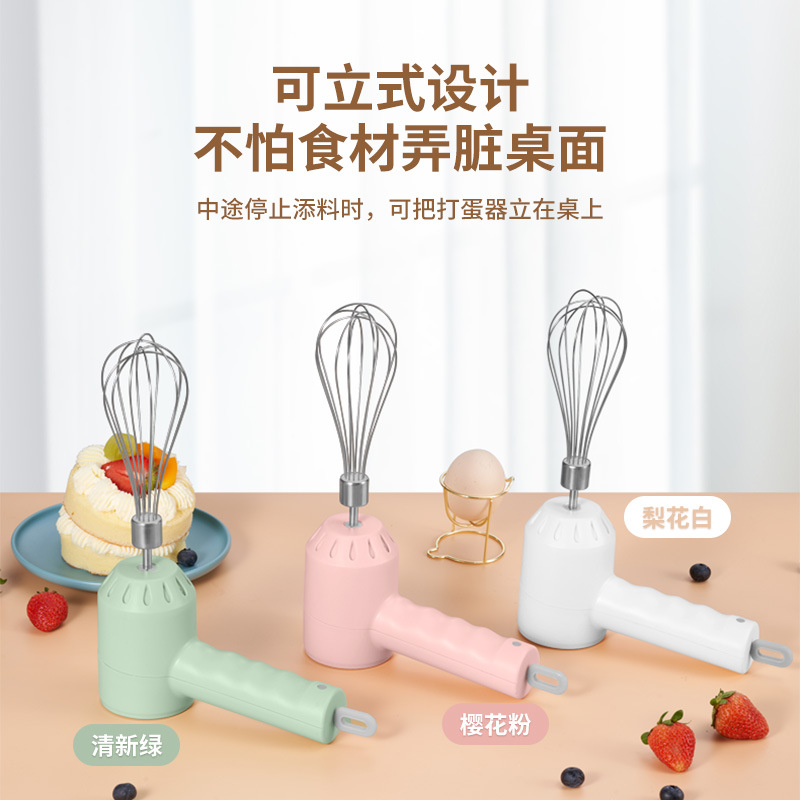 可立式设计
不怕食材弄脏桌面
中途停止添料时，可把打蛋器立在桌上
梨花白
樱花粉
清新绿